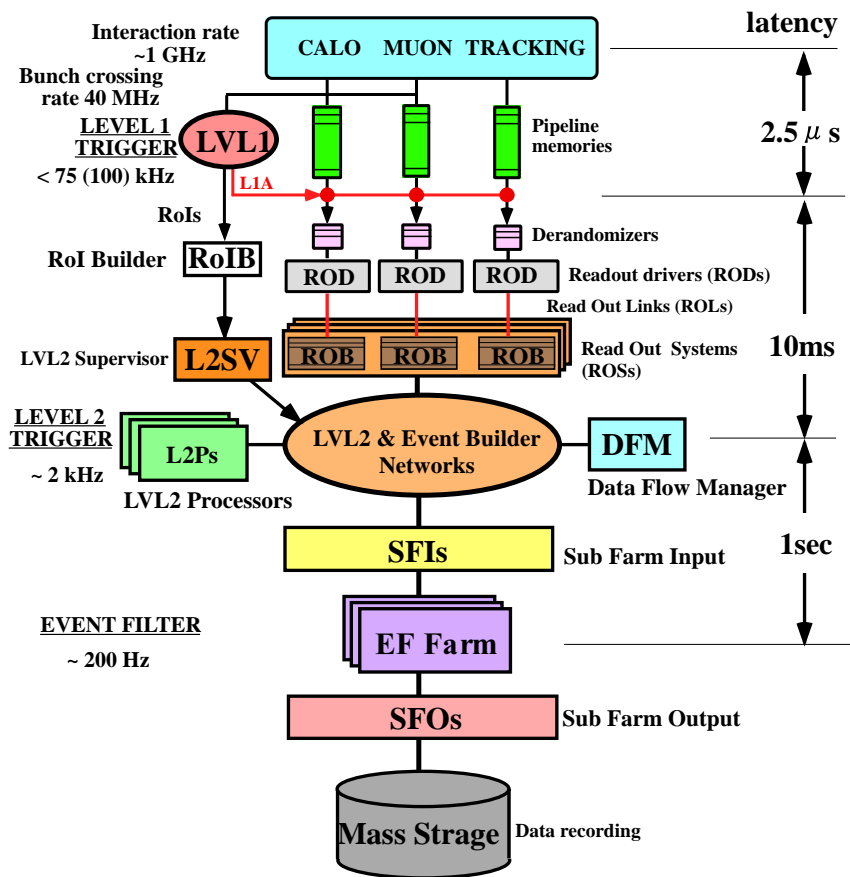 latency
Interaction rate
~1 GHz
CALO MUON TRACKING
Bunch crossing
rate 40 MHz
LEVEL 1
TRIGGER
LVL1
Pipeline
memories
2.5 μ s
< 75 (100) kHz
L1A
RoIs
Derandomizers
RoI Builder
RoIB
ROD
ROD
ROD
Readout drivers (RODs)
Read Out Links (ROLs)
LVL2 Supervisor
L2SV
ROB
ROB
ROB
Read Out Systems
(ROSs)
10ms
LEVEL 2
TRIGGER
~ 2 kHz
L2Ps
LVL2 Processors
LVL2 & Event Builder
Networks
DFM
Data Flow Manager
SFIs
Sub Farm Input
1sec
EVENT FILTER
~ 200 Hz
EF Farm
SFOs
Sub Farm Output
Mass Strage
Data recording